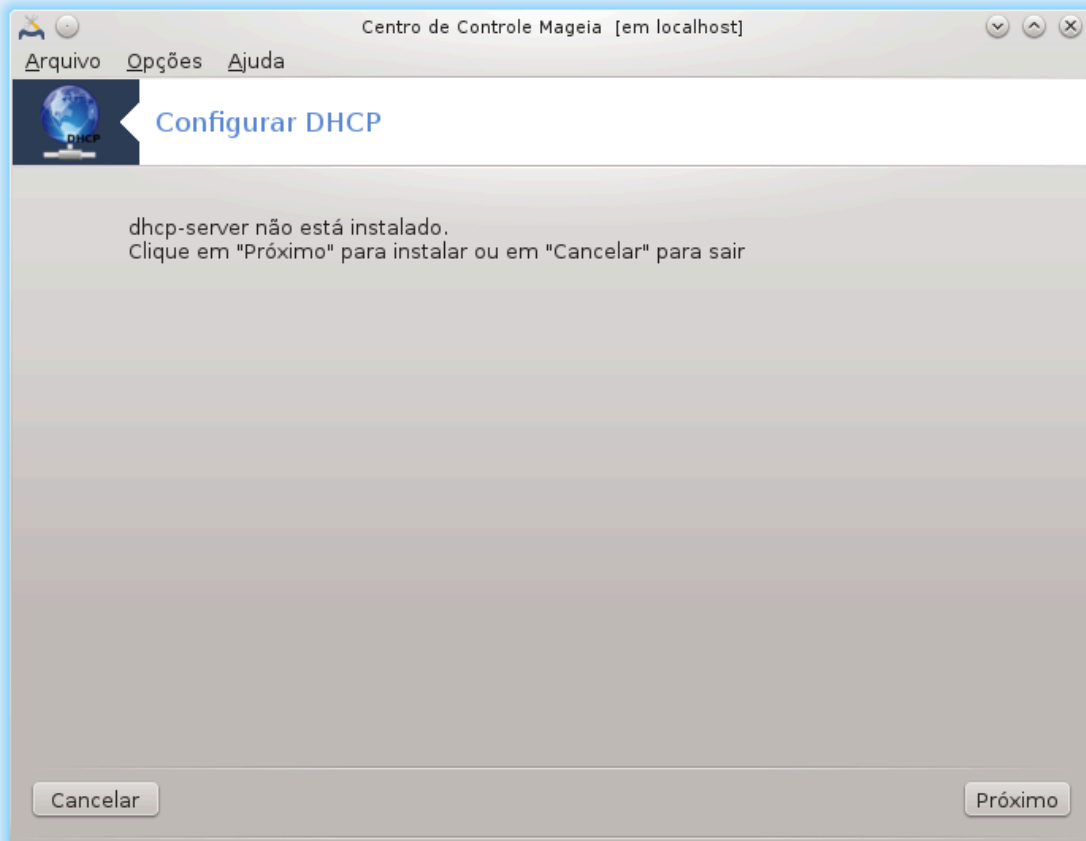 Centro de Controle Mageia [em localhost]
Arquivo Opções Ajuda
DHCP
Configurar DHCP
dhcp-server não está instalado.
Clique em "Próximo" para instalar ou em "Cancelar" para sair
Cancelar
Próximo